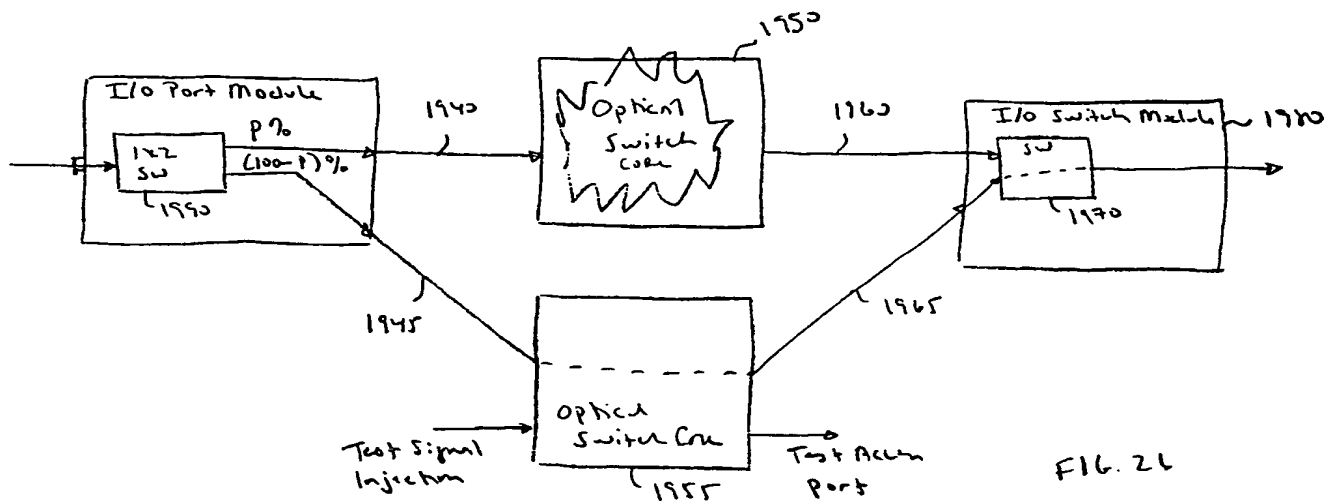 1950
I/O Port Module
P%
1x2
SW
(100-P)%
1990
1940
Optical
Switch
Core
1960
I/O Switch Module
1980
SW
1970
1945
1965
Optical
Switch Core
Test Signal
Injection
1955
Test Access
Port
FIG. 26